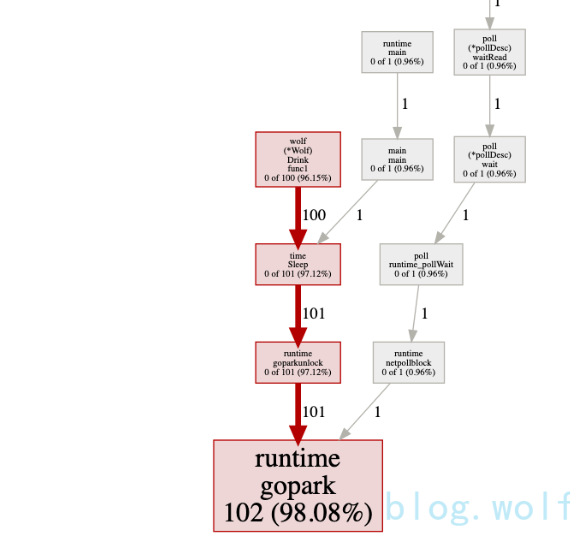 1
runtime
main
0 of 1 (0.96%)
poll
(*pollDesc)
waitRead
0 of 1 (0.96%)
1
1
wolf
(*Wolf)
Drink
func1
0 of 100 (96.15%)
main
main
0 of 1 (0.96%)
poll
(*pollDesc)
wait
0 of 1 (0.96%)
100
1
1
time
Sleep
0 of 101 (97.12%)
poll
runtime_pollWait
0 of 1 (0.96%)
101
1
runtime
goparkunlock
0 of 101 (97.12%)
runtime
netpollblock
0 of 1 (0.96%)
101
1
runtime
gopark
102 (98.08%)
blog.wolf